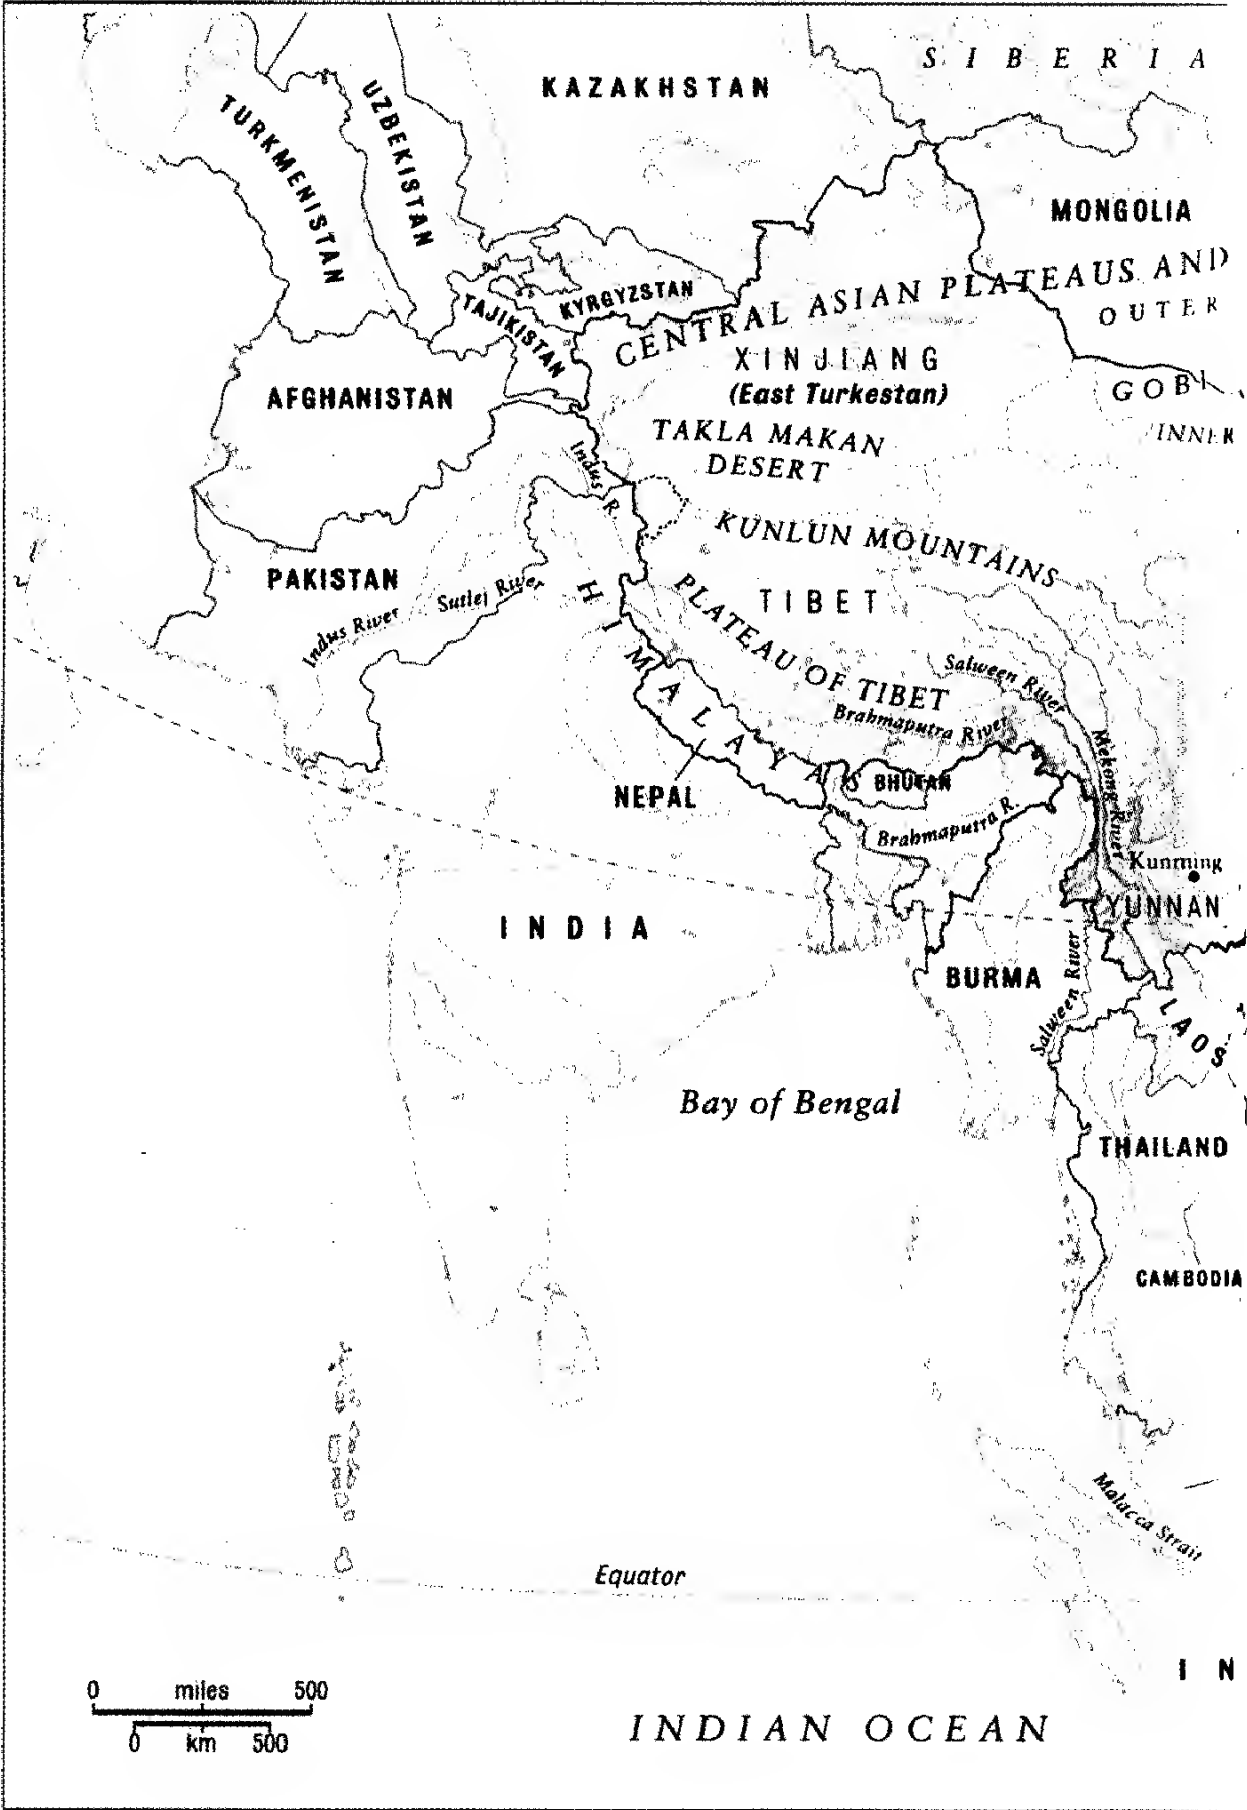 SIBERIA
KAZAKHSTAN
UZBEKISTAN
TURKMENISTAN
MONGOLIA
CENTRAL ASIAN PLATEAUS AND
KYRGYZSTAN
TAJIKISTAN
OUTER
XINJIANG
(East Turkestan)
GOBI
INNER
AFGHANISTAN
TAKLA MAKAN
DESERT
Indus R.
KUNLUN MOUNTAINS
PAKISTAN
Sutlej River
Indus River
HIMALAYAS
TIBET
PLATEAU OF TIBET
Salween River
Brahmaputra River
Mekong River
NEPAL
BHUTAN
Brahmaputra R.
Kunming
YUNNAN
INDIA
BURMA
Salween River
LAOS
Bay of Bengal
THAILAND
CAMBODIA
Malacca Strait
Equator
IN
0 miles 500
0 km 500
INDIAN OCEAN